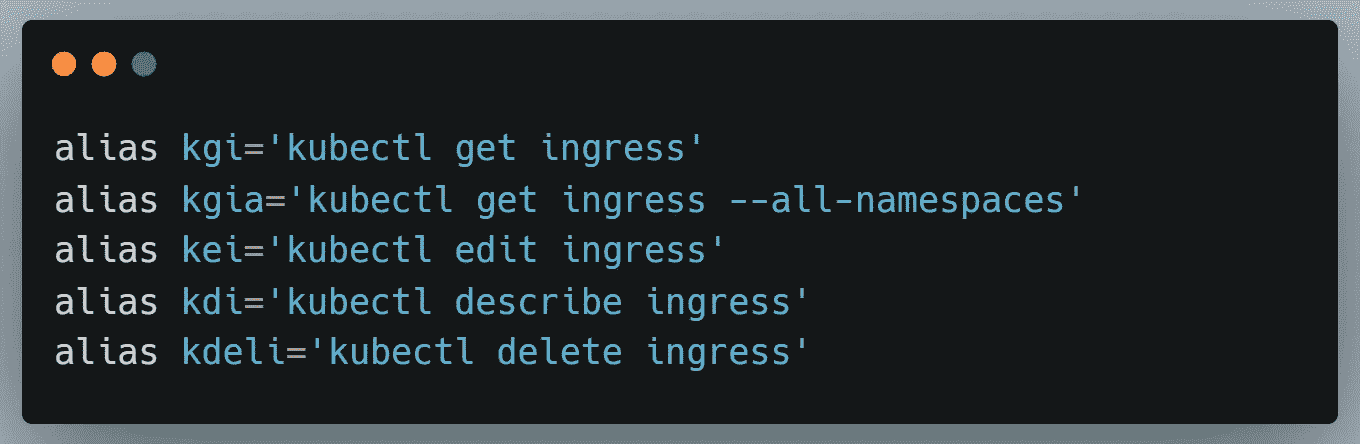 alias kgi='kubectl get ingress'
alias kgia='kubectl get ingress --all-namespaces'
alias kei='kubectl edit ingress'
alias kdi='kubectl describe ingress'
alias kdeli='kubectl delete ingress'